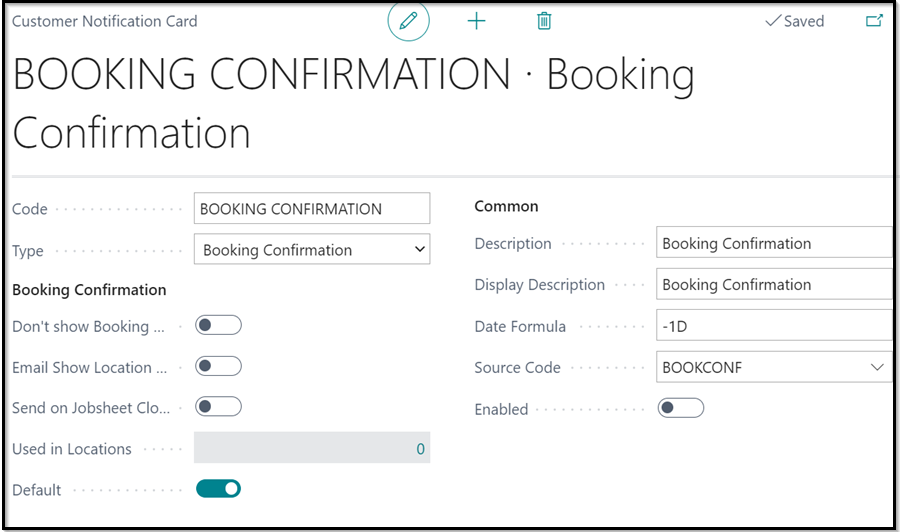 Customer Notification Card
Saved
BOOKING CONFIRMATION · Booking
Confirmation
Code
BOOKING CONFIRMATION
Type
Booking Confirmation
Booking Confirmation
Don't show Booking ...
Email Show Location ...
Send on Jobsheet Clo...
Used in Locations
0
Default
Common
Description
Booking Confirmation
Display Description
Booking Confirmation
Date Formula
-1D
Source Code
BOOKCONF
Enabled